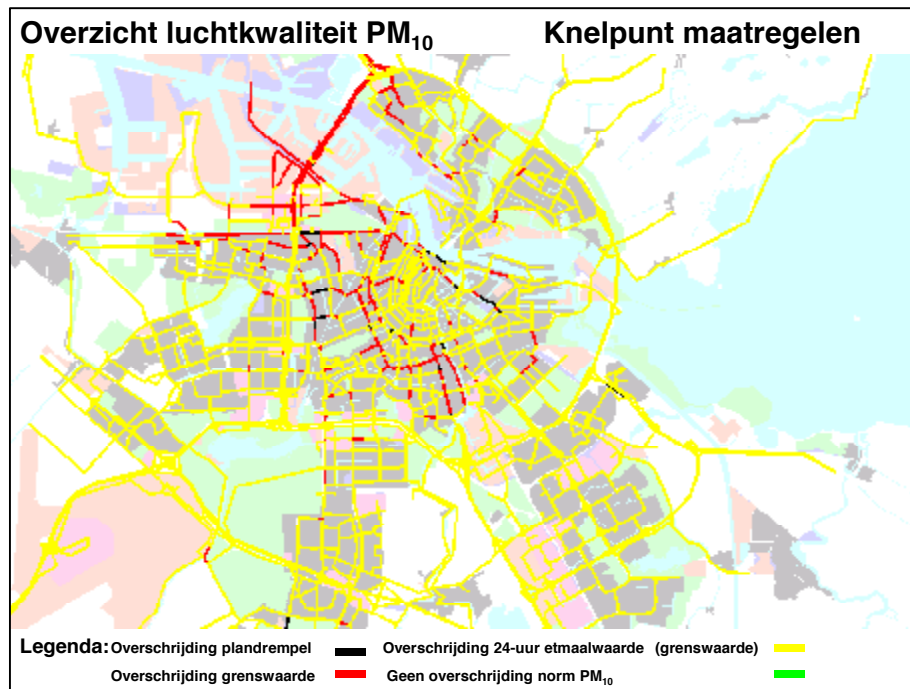 Overzicht luchtkwaliteit PM10 Knelpunt maatregelen
Legenda: Overschrijding plandrempel Overschrijding 24-uur etmaalwaarde (grenswaarde)
Overschrijding grenswaarde Geen overschrijding norm PM10